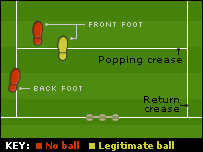 FRONT FOOT
Popping crease
BACK FOOT
Return
crease
KEY: No ball Legitimate ball